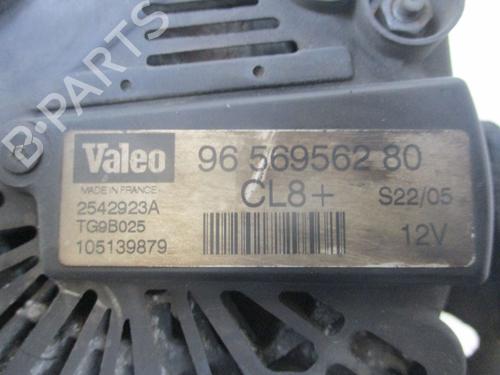 B-PARTS
Valeo
96 569562 80
MADE IN FRANCE
CL8+
S22/05
2542923A
TG9B025
105139879
12V